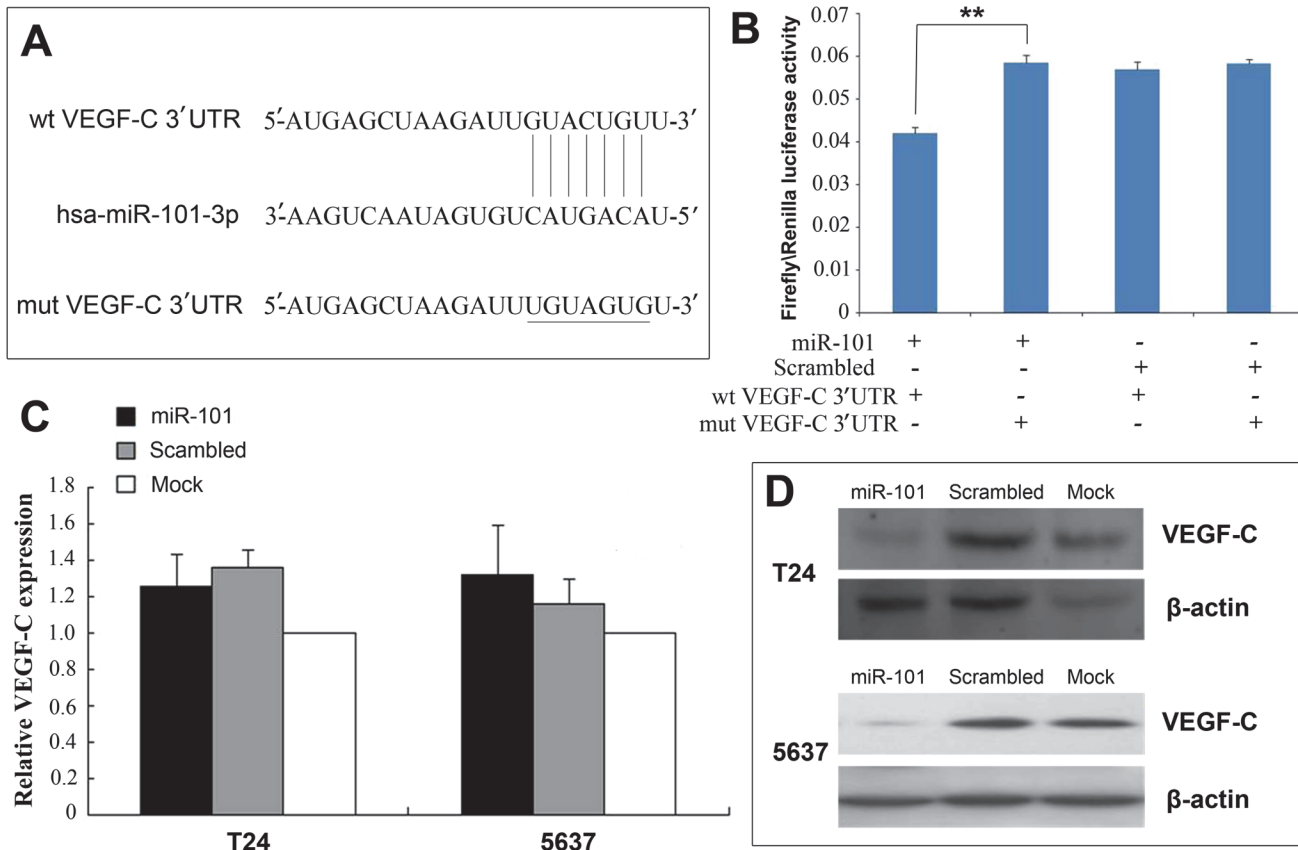 A
wt VEGF-C 3′UTR 5′-AUGAGCUAAGAUUGUACUGUU-3′
hsa-miR-101-3p 3′-AAGUCAAUAGUGUCAUGACAU-5′
mut VEGF-C 3′UTR 5′-AUGAGCUAAGAUUUGUAGUGU-3′
B
Firefly\Renilla luciferase activity
0.07
0.06
0.05
0.04
0.03
0.02
0.01
0
**
miR-101 + + - -
Scrambled - - + +
wt VEGF-C 3′UTR + - + -
mut VEGF-C 3′UTR - + - +
C
miR-101
Scambled
Mock
Relative VEGF-C expression
1.8
1.6
1.4
1.2
1.0
0.8
0.6
0.4
0.2
0
T24 5637
D
miR-101 Scrambled Mock
VEGF-C
T24
β-actin
miR-101 Scrambled Mock
VEGF-C
5637
β-actin